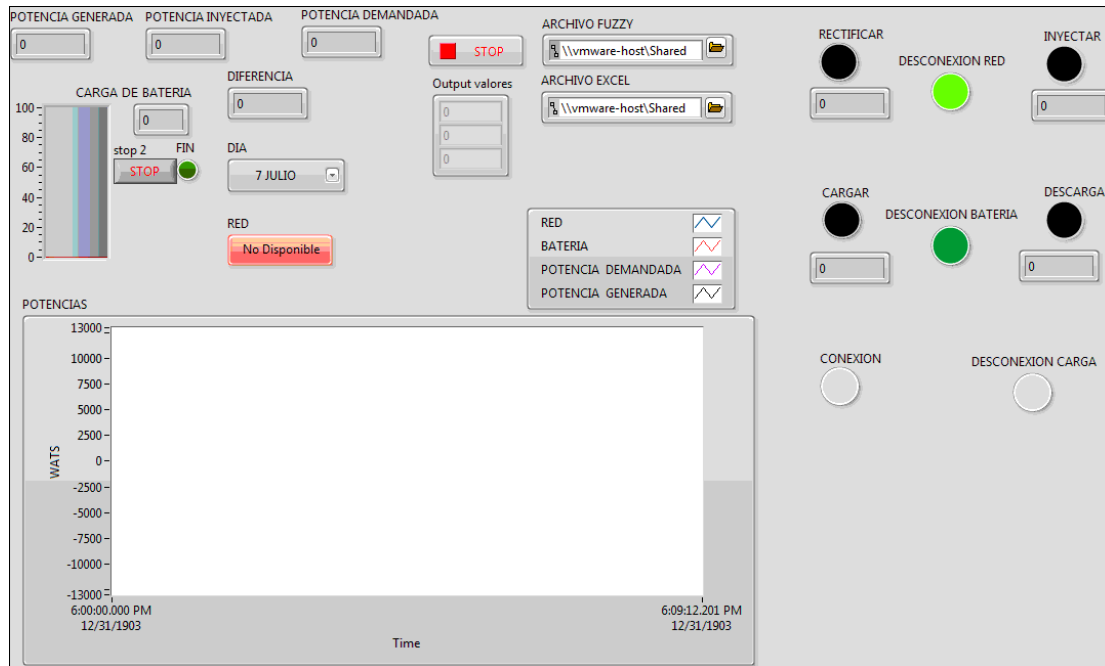 POTENCIA GENERADA
0
POTENCIA INYECTADA
0
POTENCIA DEMANDADA
0
STOP
ARCHIVO FUZZY
\\vmware-host\Shared
ARCHIVO EXCEL
\\vmware-host\Shared
Output valores
0
0
0
DIFERENCIA
0
CARGA DE BATERIA
0
100
80
60
40
20
0
stop 2
STOP
FIN
DIA
7 JULIO
RED
No Disponible
RED
BATERIA
POTENCIA DEMANDADA
POTENCIA GENERADA
RECTIFICAR
0
DESCONEXION RED
INYECTAR
0
CARGAR
0
DESCONEXION BATERIA
DESCARGA
0
CONEXION
DESCONEXION CARGA
POTENCIAS
WATS
13000
10000
7500
5000
2500
0
-2500
-5000
-7500
-10000
-13000
6:00:00.000 PM
12/31/1903
6:09:12.201 PM
12/31/1903
Time